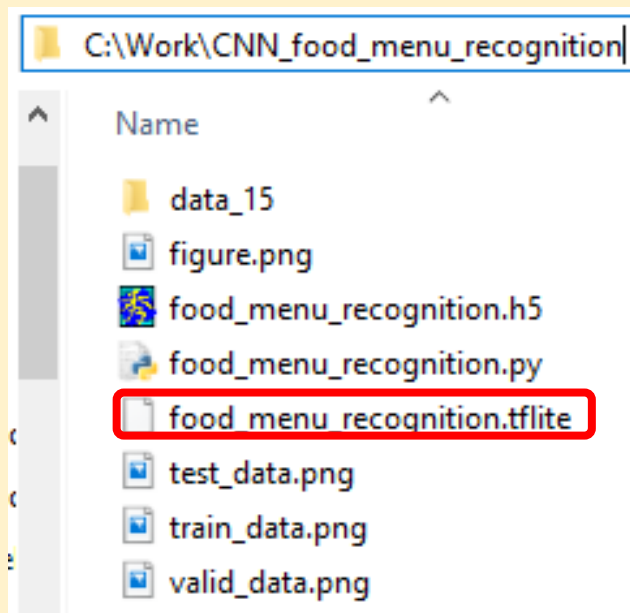 C:\Work\CNN_food_menu_recognition
Name
data_15
figure.png
food_menu_recognition.h5
food_menu_recognition.py
food_menu_recognition.tflite
test_data.png
train_data.png
valid_data.png